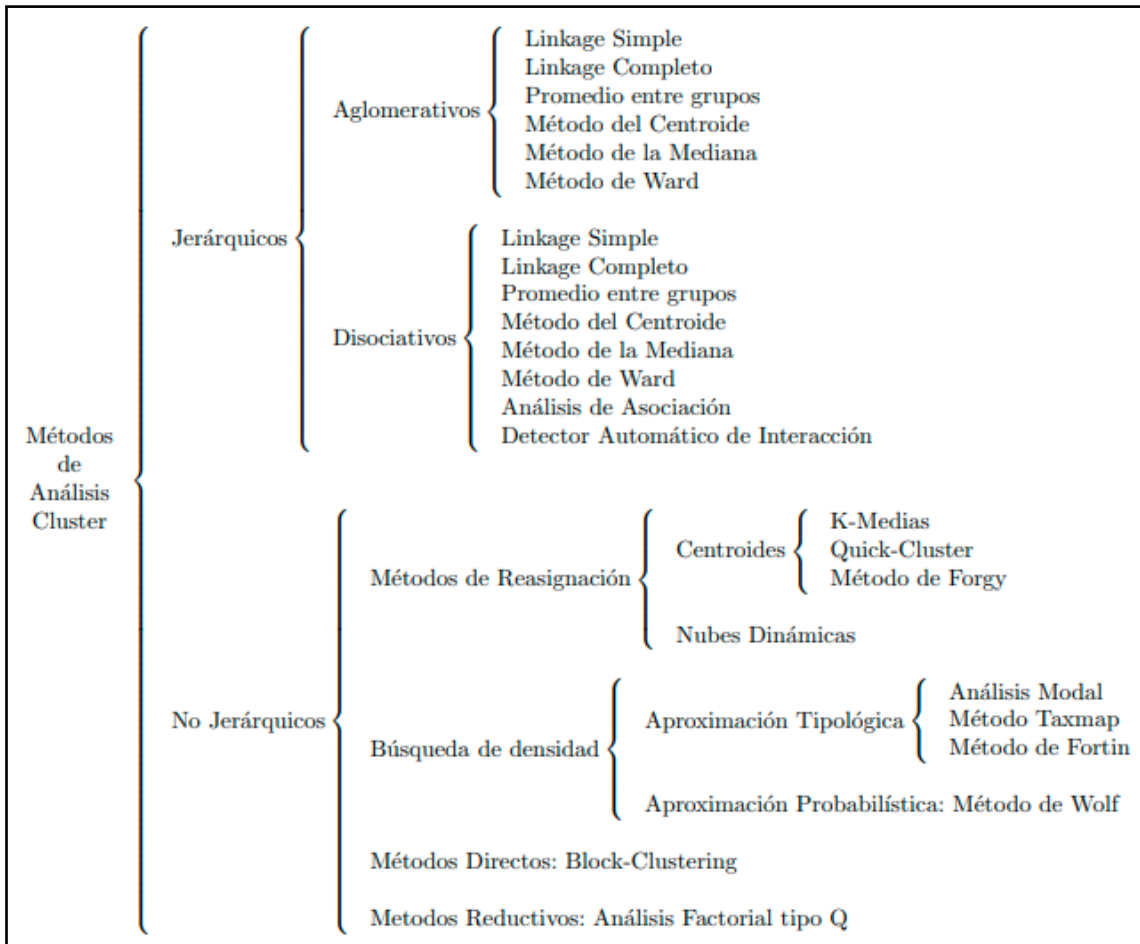 Métodos
de
Análisis
Cluster
Jerárquicos
Aglomerativos
Linkage Simple
Linkage Completo
Promedio entre grupos
Método del Centroide
Método de la Mediana
Método de Ward
Disociativos
Linkage Simple
Linkage Completo
Promedio entre grupos
Método del Centroide
Método de la Mediana
Método de Ward
Análisis de Asociación
Detector Automático de Interacción
No Jerárquicos
Métodos de Reasignación
Centroides
K-Medias
Quick-Cluster
Método de Forgy
Nubes Dinámicas
Búsqueda de densidad
Aproximación Tipológica
Análisis Modal
Método Taxmap
Método de Fortin
Aproximación Probabilística: Método de Wolf
Métodos Directos: Block-Clustering
Metodos Reductivos: Análisis Factorial tipo Q